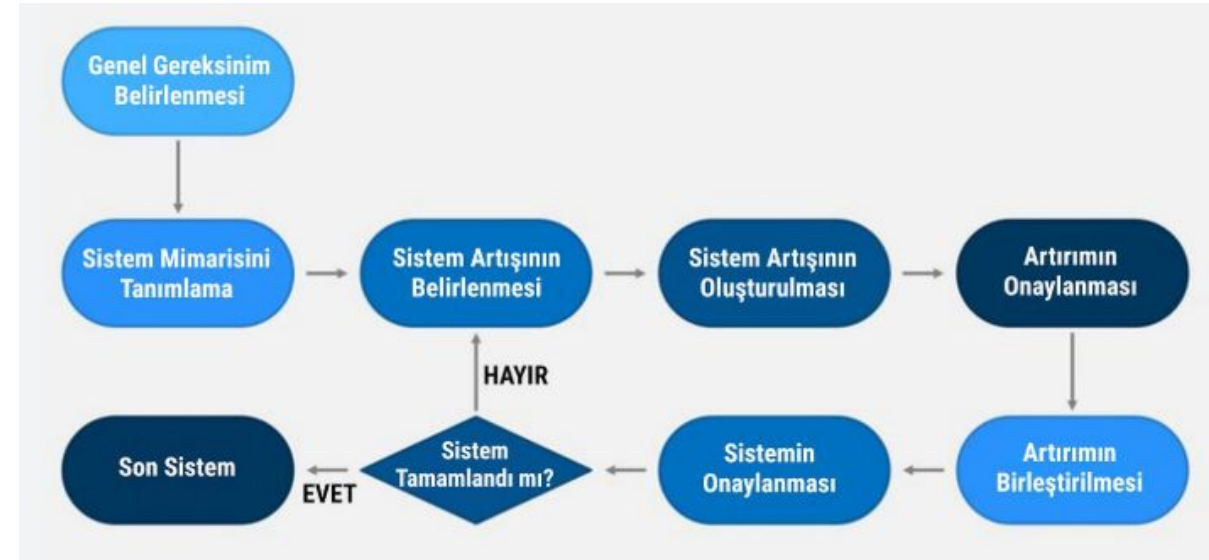 Genel Gereksinim
Belirlenmesi
Sistem Mimarisini
Tanımlama
Sistem Artışının
Belirlenmesi
Sistem Artışının
Oluşturulması
Artırımın
Onaylanması
HAYIR
Son Sistem
EVET
Sistem
Tamamlandı mı?
Sistemin
Onaylanması
Artırımın
Birleştirilmesi